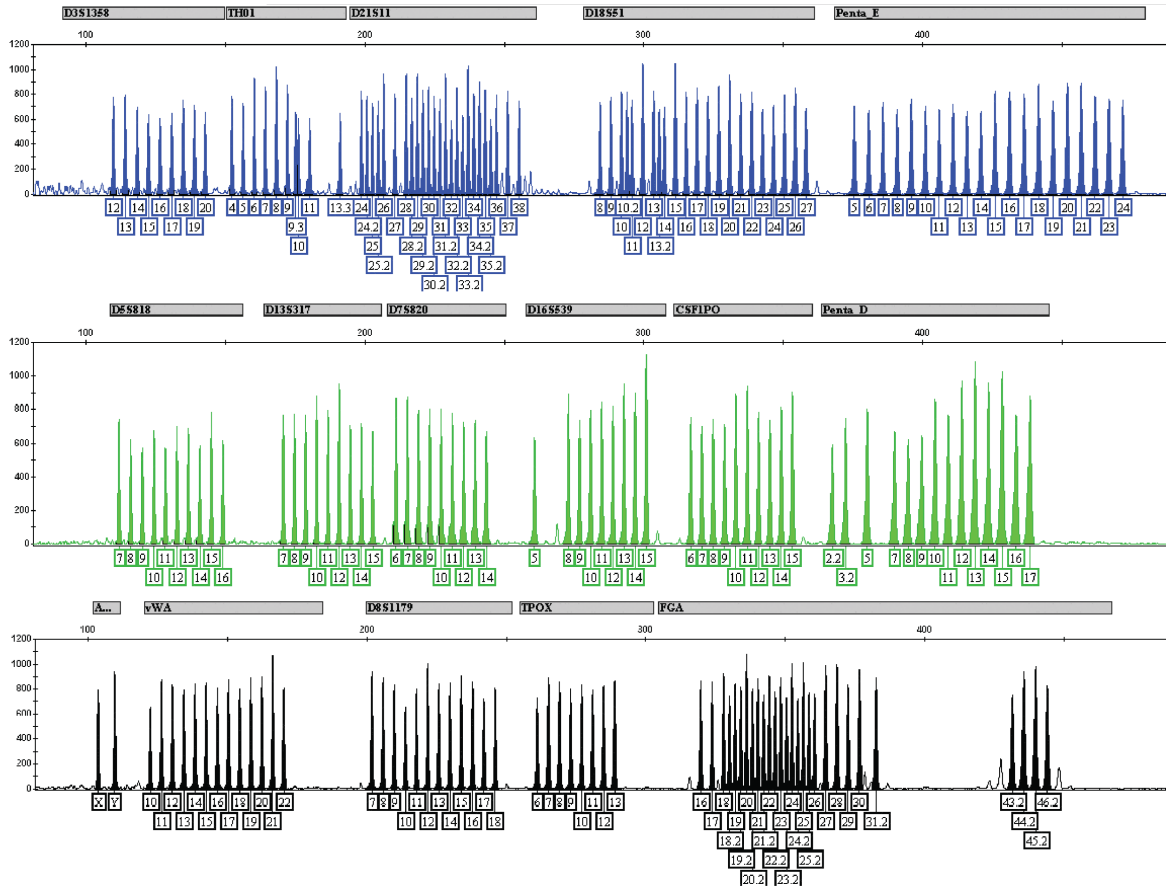 D3S1358 TH01 D21S11 D18S51 Penta_E
100 200 300 400
1200
1000
800
600
400
200
0
12 14 16 18 20 4 5 6 7 8 9 11 13.3 24 26 28 30 32 34 36 38 8 9 10.2 13 15 17 19 21 23 25 27 5 6 7 8 9 10 12 14 16 18 20 22 24
13 15 17 19 9.3 24.2 27 29 31 33 35 37 10 12 14 16 18 20 22 24 26 11 13 15 17 19 21 23
10 25 28.2 31.2 34.2 11 13.2
25.2 29.2 32.2 35.2
30.2 33.2
D5S818 D13S317 D7S820 D16S539 CSF1PO Penta_D
100 200 300 400
1200
1000
800
600
400
200
0
7 8 9 11 13 15 7 8 9 11 13 15 6 7 8 9 11 13 5 8 9 11 13 15 6 7 8 9 11 13 15 2.2 5 7 8 9 10 12 14 16
10 12 14 16 10 12 14 10 12 14 10 12 14 10 12 14 3.2 11 13 15 17
A... vWA D8S1179 TPOX FGA
100 200 300 400
1200
1000
800
600
400
200
0
X Y 10 12 14 16 18 20 22 7 8 9 11 13 15 17 6 7 8 9 11 13 16 18 20 22 24 26 28 30 43.2 46.2
11 13 15 17 19 21 10 12 14 16 18 10 12 17 19 21 23 25 27 29 31.2 44.2
18.2 21.2 24.2 45.2
19.2 22.2 25.2
20.2 23.2